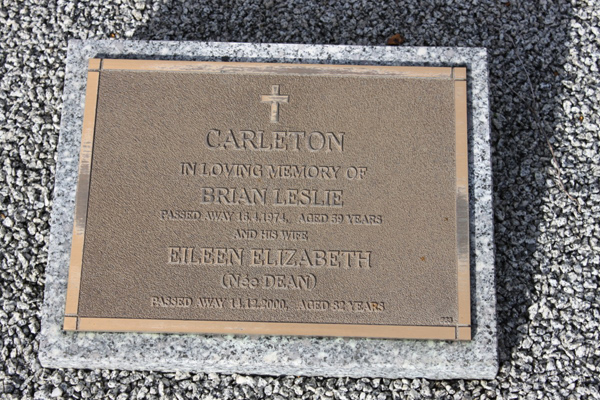 CARLETON
IN LOVING MEMORY OF
BRIAN LESLIE
PASSED AWAY 18.4.1974, AGED 59 YEARS
AND HIS WIFE
EILEEN ELIZABETH
(Née DEAN)
PASSED AWAY 14.12.2000, AGED 82 YEARS